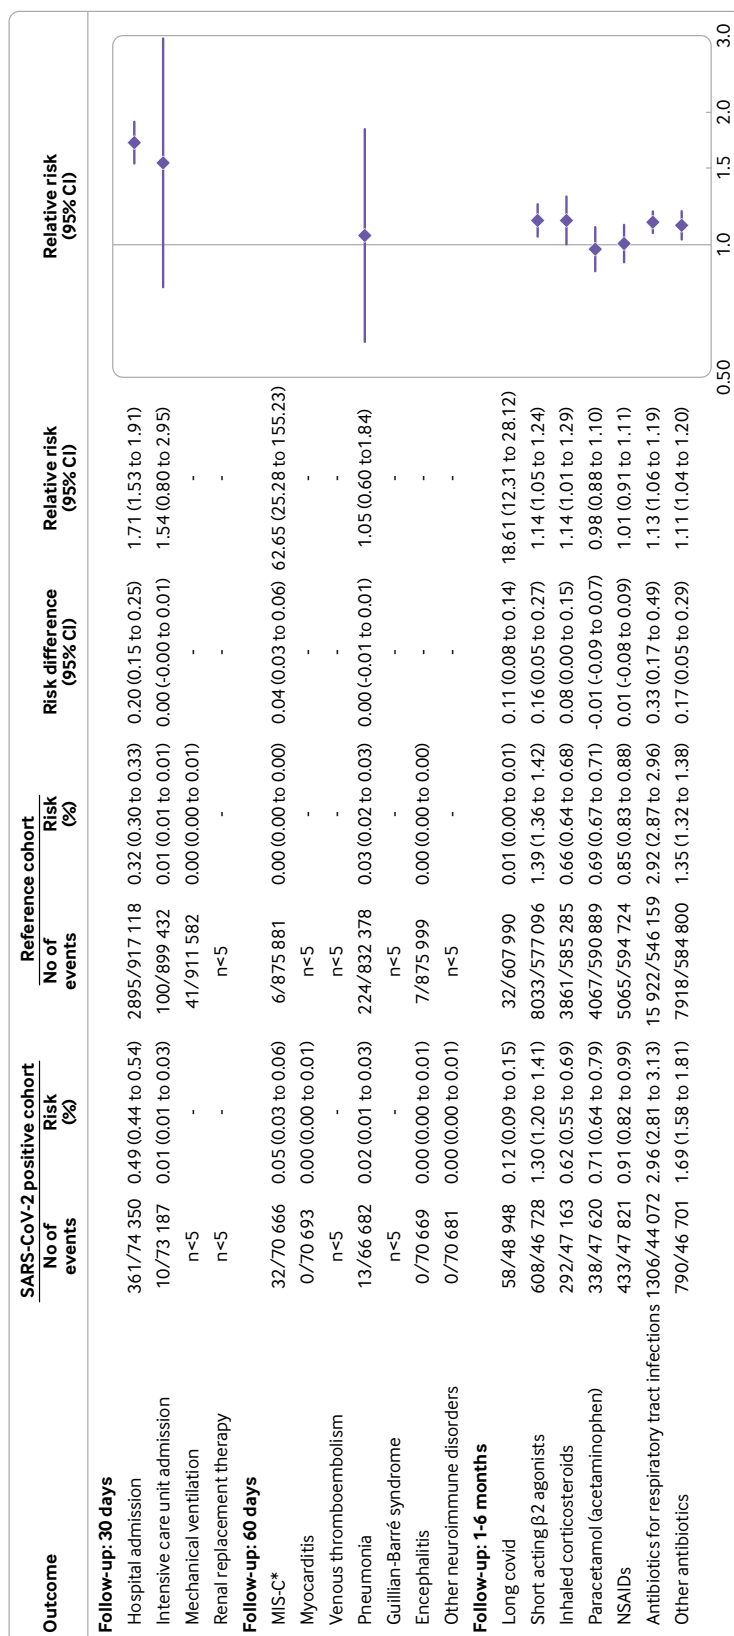 Outcome SARS-CoV-2 positive cohort Reference cohort Risk difference (95% CI) Relative risk (95% CI) Relative risk (95% CI)
No of events Risk (%) No of events Risk (%)
Follow-up: 30 days
Hospital admission 361/74 350 0.49 (0.44 to 0.54) 2895/917 118 0.32 (0.30 to 0.33) 0.20 (0.15 to 0.25) 1.71 (1.53 to 1.91)
Intensive care unit admission 10/73 187 0.01 (0.01 to 0.03) 100/899 432 0.01 (0.01 to 0.01) 0.00 (-0.00 to 0.01) 1.54 (0.80 to 2.95)
Mechanical ventilation n<5 - 41/911 582 0.00 (0.00 to 0.01) - -
Renal replacement therapy n<5 - n<5 - - -
Follow-up: 60 days
MIS-C* 32/70 666 0.05 (0.03 to 0.06) 6/875 881 0.00 (0.00 to 0.00) 0.04 (0.03 to 0.06) 62.65 (25.28 to 155.23)
Myocarditis 0/70 693 0.00 (0.00 to 0.01) n<5 - - -
Venous thromboembolism n<5 - n<5 - - -
Pneumonia 13/66 682 0.02 (0.01 to 0.03) 224/832 378 0.03 (0.02 to 0.03) 0.00 (-0.01 to 0.01) 1.05 (0.60 to1.84)
Guillian-Barré syndrome n<5 - n<5 - - -
Encephalitis 0/70 669 0.00 (0.00 to 0.01) 7/875 999 0.00 (0.00 to 0.00) - -
Other neuroimmune disorders 0/70 681 0.00 (0.00 to 0.01) n<5 - - -
Follow-up: 1-6 months
Long covid 58/48 948 0.12 (0.09 to 0.15) 32/607 990 0.01 (0.00 to 0.01) 0.11 (0.08 to 0.14) 18.61 (12.31 to 28.12)
Short acting β2 agonists 608/46 728 1.30 (1.20 to 1.41) 8033/577 096 1.39 (1.36 to 1.42) 0.16 (0.05 to 0.27) 1.14 (1.05 to 1.24)
Inhaled corticosteroids 292/47 163 0.62 (0.55 to 0.69) 3861/585 285 0.66 (0.64 to 0.68) 0.08 (0.00 to 0.15) 1.14 (1.01 to 1.29)
Paracetamol (acetaminophen) 338/47 620 0.71 (0.64 to 0.79) 4067/590 889 0.69 (0.67 to 0.71) -0.01 (-0.09 to 0.07) 0.98 (0.88 to 1.10)
NSAIDs 433/47 821 0.91 (0.82 to 0.99) 5065/594 724 0.85 (0.83 to 0.88) 0.01 (-0.08 to 0.09) 1.01 (0.91 to 1.11)
Antibiotics for respiratory tract infections 1306/44 072 2.96 (2.81 to 3.13) 15 922/546 159 2.92 (2.87 to 2.96) 0.33 (0.17 to 0.49) 1.13 (1.06 to 1.19)
Other antibiotics 790/46 701 1.69 (1.58 to 1.81) 7918/584 800 1.35 (1.32 to 1.38) 0.17 (0.05 to 0.29) 1.11 (1.04 to 1.20)
0.50 1.0 1.5 2.0 3.0